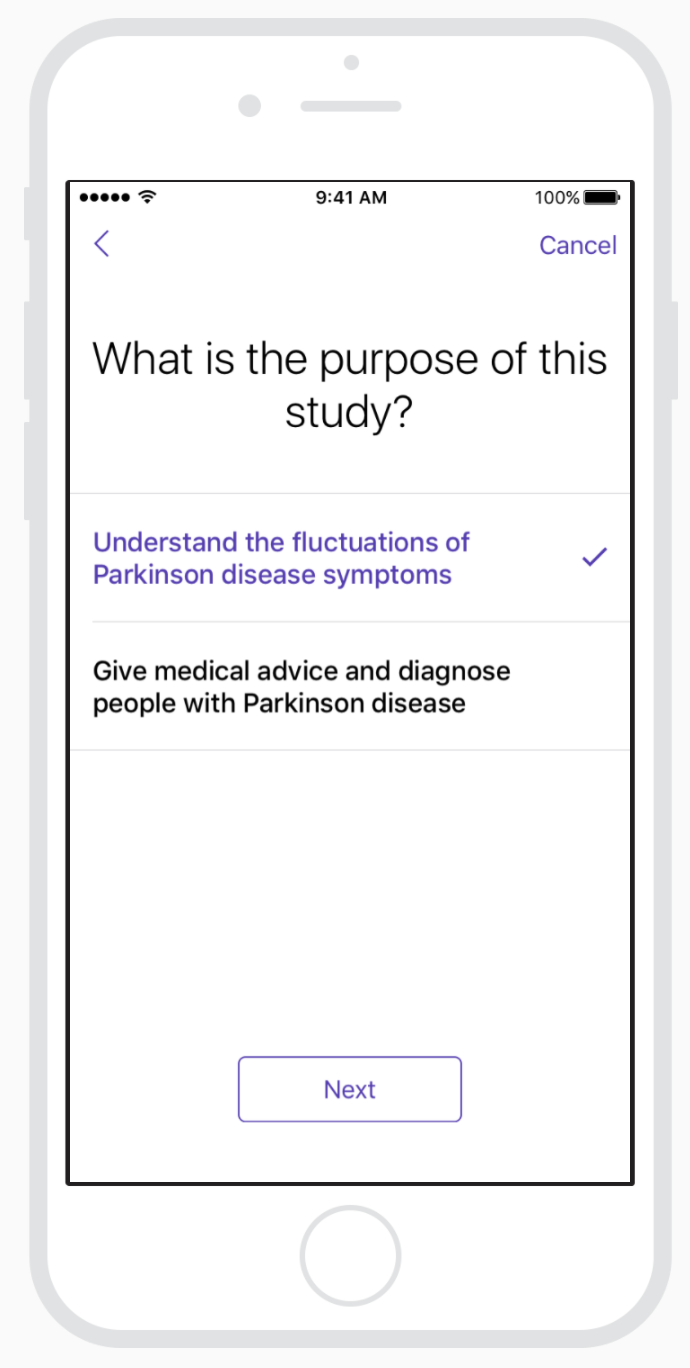 9:41 AM
100%
Cancel
What is the purpose of this
study?
Understand the fluctuations of
Parkinson disease symptoms
Give medical advice and diagnose
people with Parkinson disease
Next